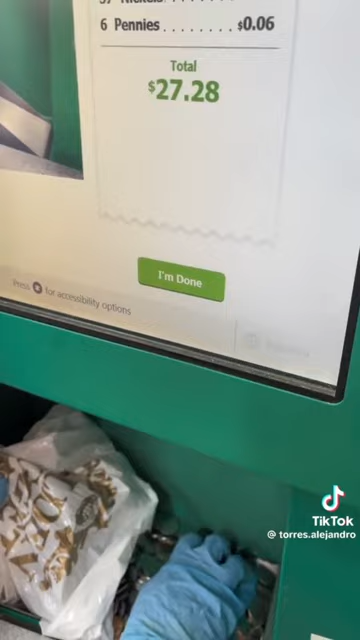 6 Pennies . . . . . . . . $0.06
Total
$27.28
I'm Done
Press for accessibility options
TikTok
@ torres.alejandro